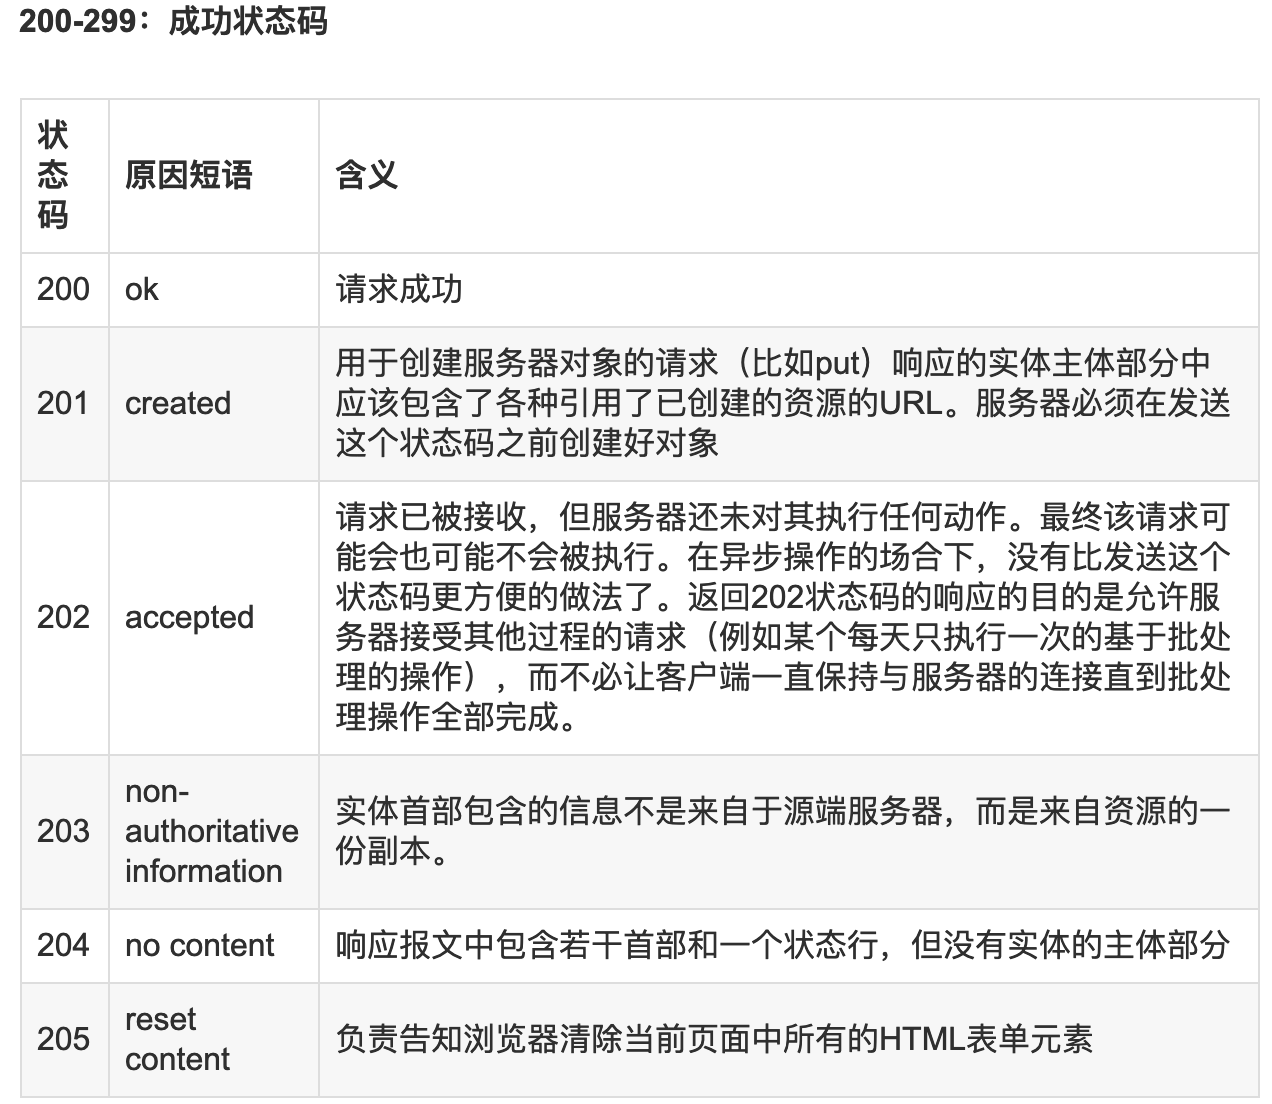 200-299：成功状态码
状
态
码
原因短语
含义
200
ok
请求成功
201
created
用于创建服务器对象的请求（比如put）响应的实体主体部分中
应该包含了各种引用了已创建的资源的URL。服务器必须在发送
这个状态码之前创建好对象
202
accepted
请求已被接收，但服务器还未对其执行任何动作。最终该请求可
能会也可能不会被执行。在异步操作的场合下，没有比发送这个
状态码更方便的做法了。返回202状态码的响应的目的是允许服
务器接受其他过程的请求（例如某个每天只执行一次的基于批处
理的操作），而不必让客户端一直保持与服务器的连接直到批处
理操作全部完成。
203
non-
authoritative
information
实体首部包含的信息不是来自于源端服务器，而是来自资源的一
份副本。
204
no content
响应报文中包含若干首部和一个状态行，但没有实体的主体部分
205
reset
content
负责告知浏览器清除当前页面中所有的HTML表单元素